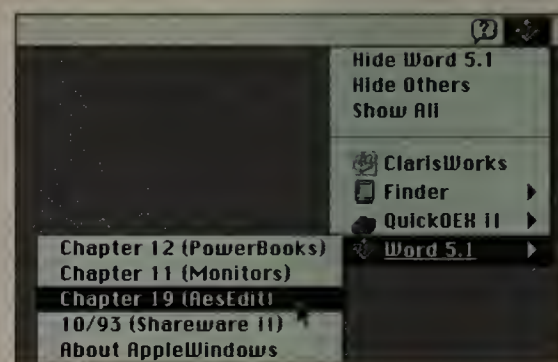 Hide Word 5.1
Hide Others
Show All
ClarisWorks
Finder
QuickDEX II
Word 5.1
Chapter 12 (PowerBooks)
Chapter 11 (Monitors)
Chapter 19 (ResEdit)
10/93 (Shareware II)
About AppleWindows